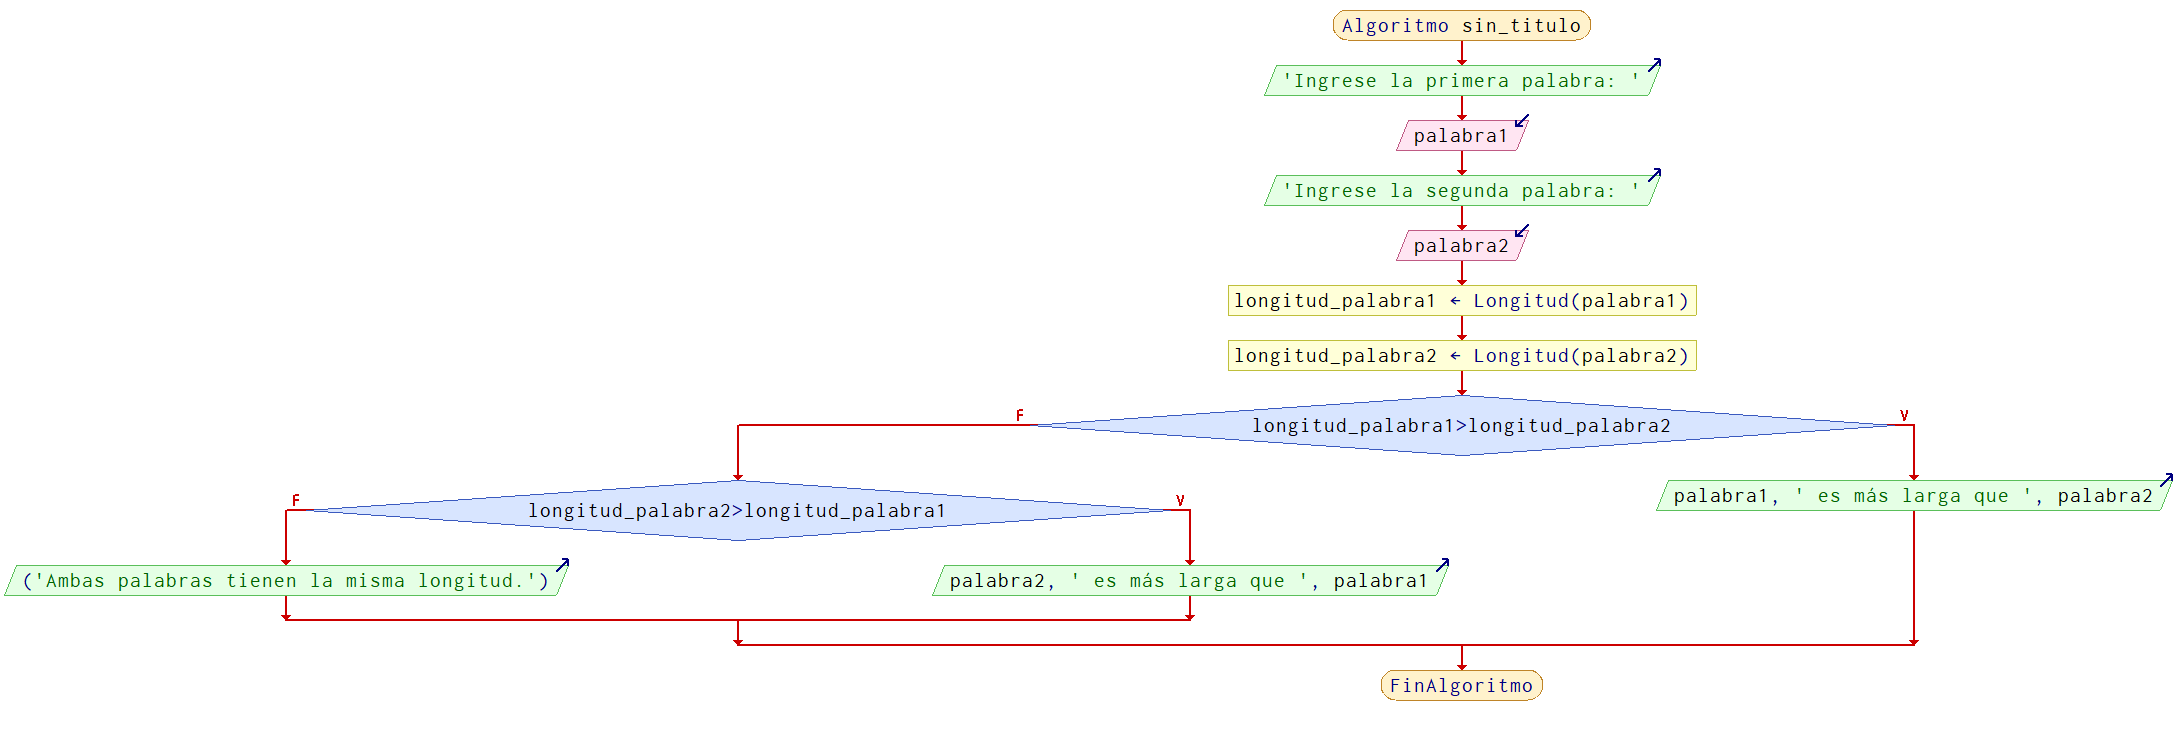 Algoritmo sin_titulo
'Ingrese la primera palabra: '
palabra1
'Ingrese la segunda palabra: '
palabra2
longitud_palabra1 ← Longitud(palabra1)
longitud_palabra2 ← Longitud(palabra2)
F
V
longitud_palabra1>longitud_palabra2
F
V
longitud_palabra2>longitud_palabra1
palabra1, ' es más larga que ', palabra2
('Ambas palabras tienen la misma longitud.')
palabra2, ' es más larga que ', palabra1
FinAlgoritmo